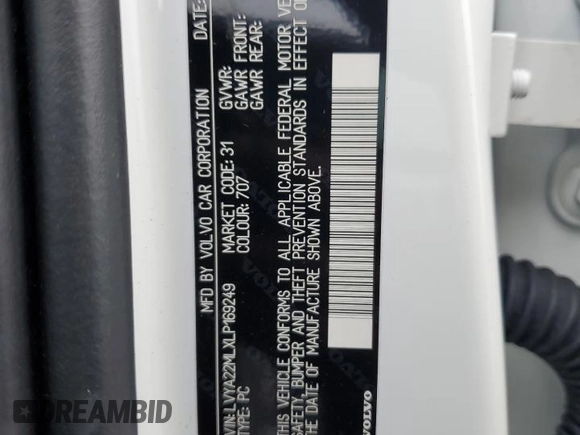 MFD BY VOLVO CAR CORPORATION DATE:
VIN: LVYA22MLXLP169249 GVWR:
TYPE: PC MARKET CODE: 31 GAWR FRONT:
COLOUR: 707 GAWR REAR:
THIS VEHICLE CONFORMS TO ALL APPLICABLE FEDERAL MOTOR VE
SAFETY, BUMPER AND THEFT PREVENTION STANDARDS IN EFFECT O
DATE OF MANUFACTURE SHOWN ABOVE.
VOLVO
EPIC.VIN